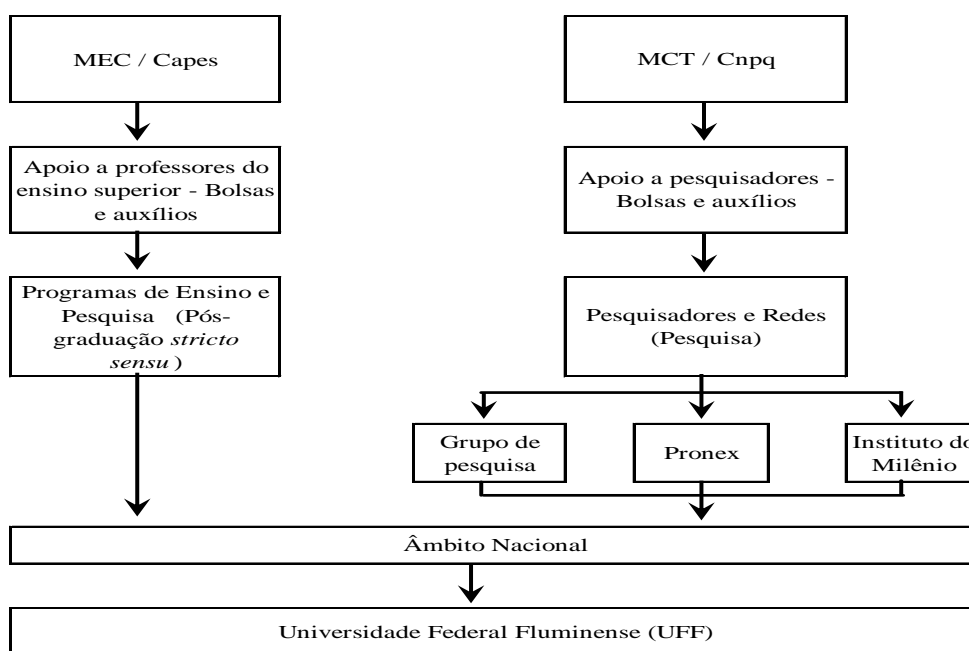 MEC / Capes
MCT / Cnpq
Apoio a professores do
ensino superior - Bolsas
e auxílios
Apoio a pesquisadores -
Bolsas e auxílios
Programas de Ensino e
Pesquisa (Pós-
graduação stricto
sensu )
Pesquisadores e Redes
(Pesquisa)
Grupo de
pesquisa
Pronex
Instituto do
Milênio
Âmbito Nacional
Universidade Federal Fluminense (UFF)